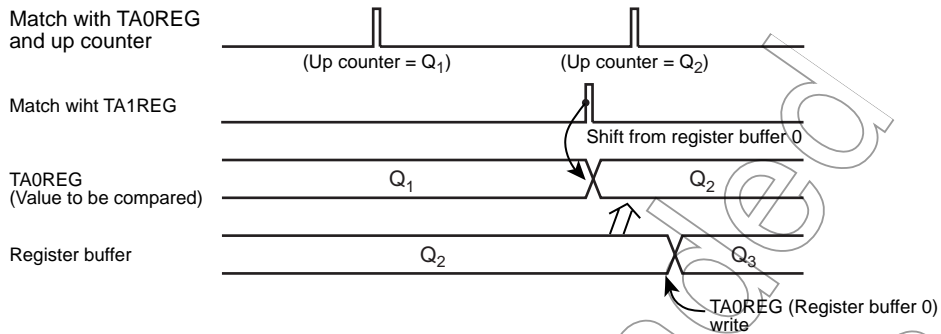 Match with TA0REG
and up counter
(Up counter = Q1)
(Up counter = Q2)
Match wiht TA1REG
Shift from register buffer 0
TA0REG
(Value to be compared)
Q1
Q2
Register buffer
Q2
Q3
TA0REG (Register buffer 0)
write